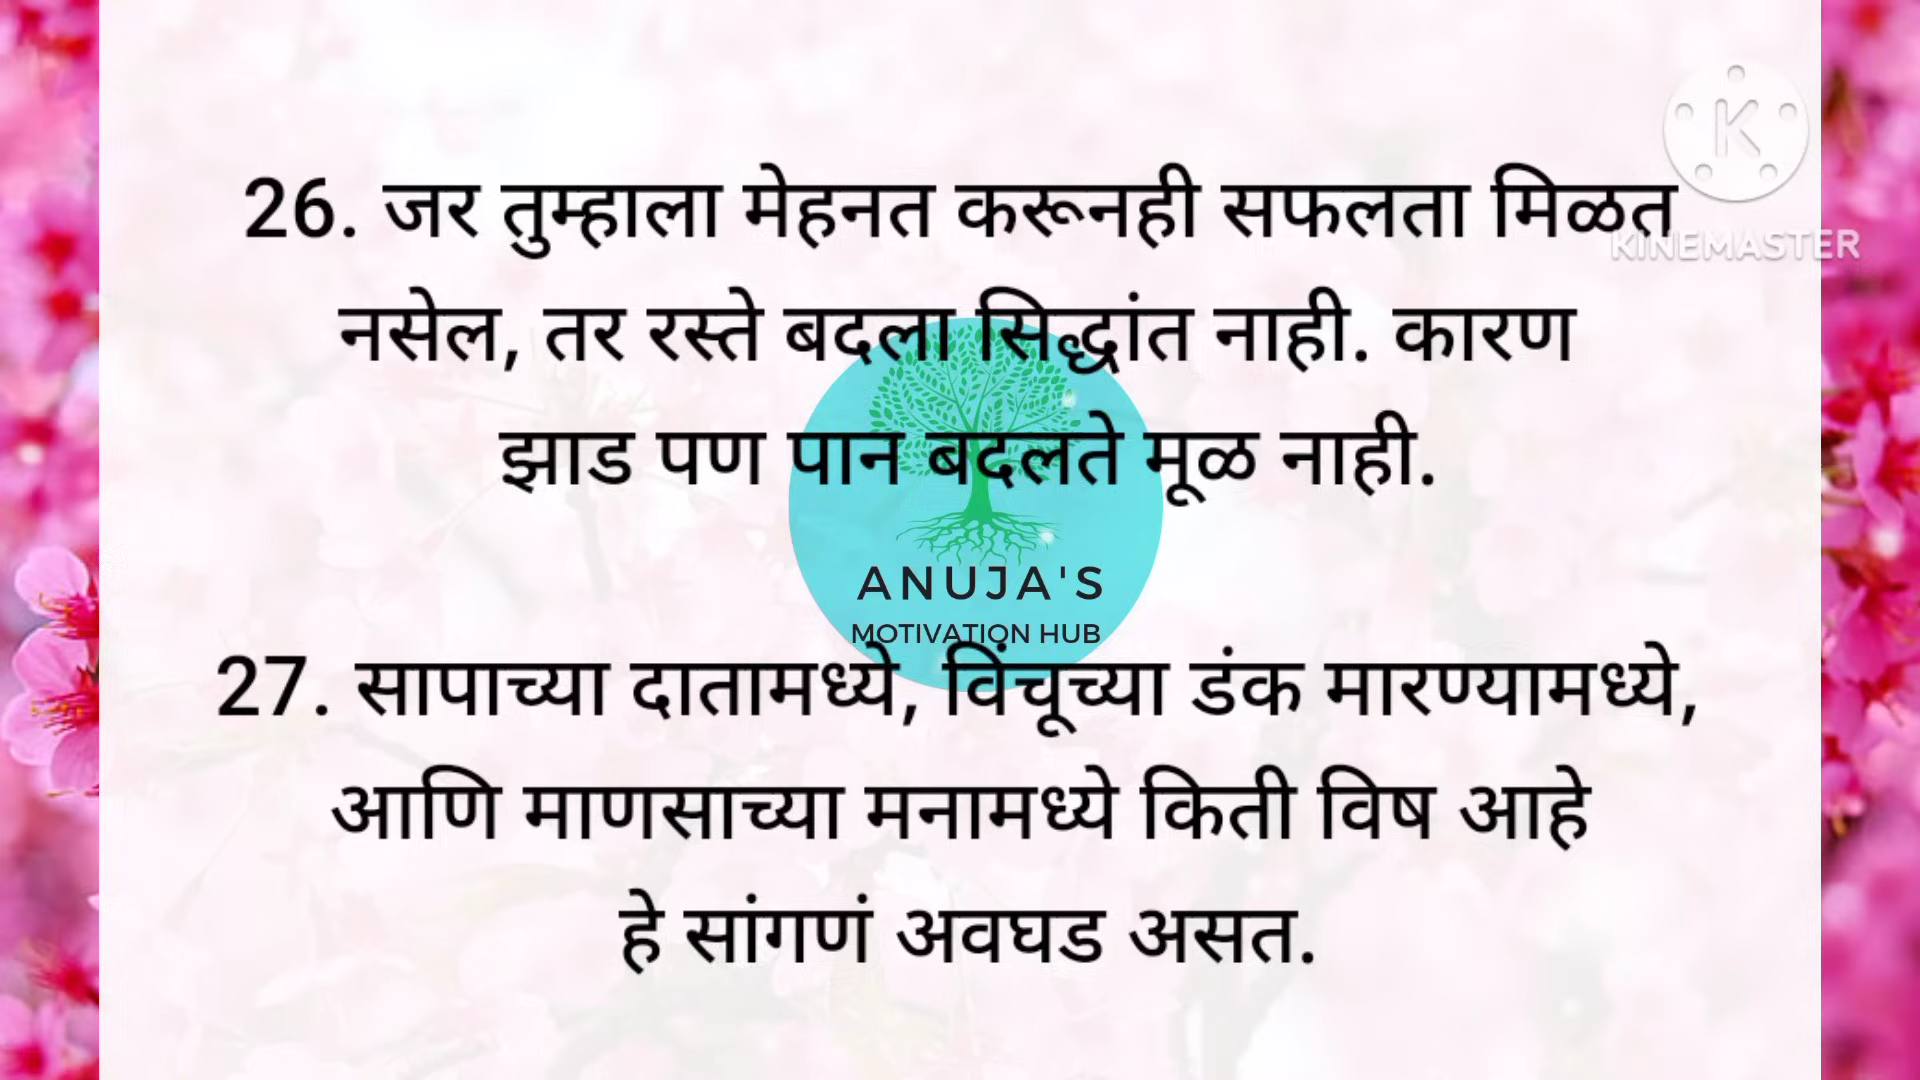 KINEMASTER
26. जर तुम्हाला मेहनत करूनही सफलता मिळत
नसेल, तर रस्ते बदला सिद्धांत नाही. कारण
झाड पण पान बदलते मूळ नाही.
ANUJA'S
MOTIVATION HUB
27. सापाच्या दातामध्ये, विंचूच्या डंक मारण्यामध्ये,
आणि माणसाच्या मनामध्ये किती विष आहे
हे सांगणं अवघड असत.